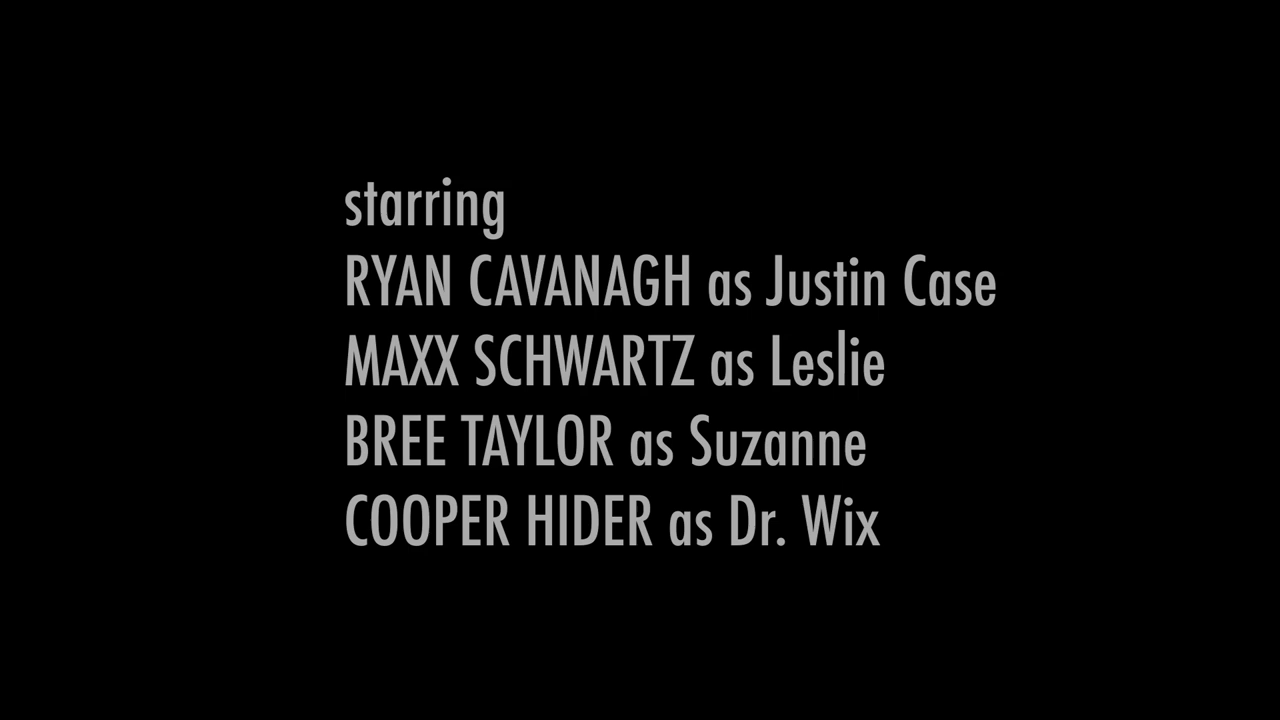 starring
RYAN CAVANAGH as Justin Case
MAXX SCHWARTZ as Leslie
BREE TAYLOR as Suzanne
COOPER HIDER as Dr. Wix